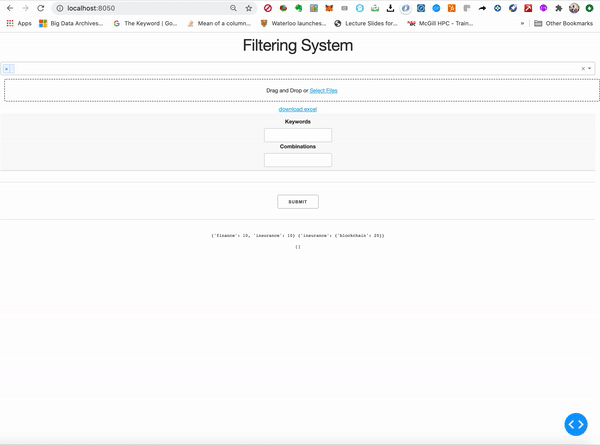 localhost:8050
Apps Big Data Archives... The Keyword | Go... Mean of a column... Waterloo launches... Lecture Slides for... McGill HPC - Train... » Other Bookmarks
Filtering System
Drag and Drop or Select Files
download excel
Keywords
Combinations
SUBMIT
{'finanne': 10, 'insurance': 10} {'insurance': {'blockchain': 20}}
[]